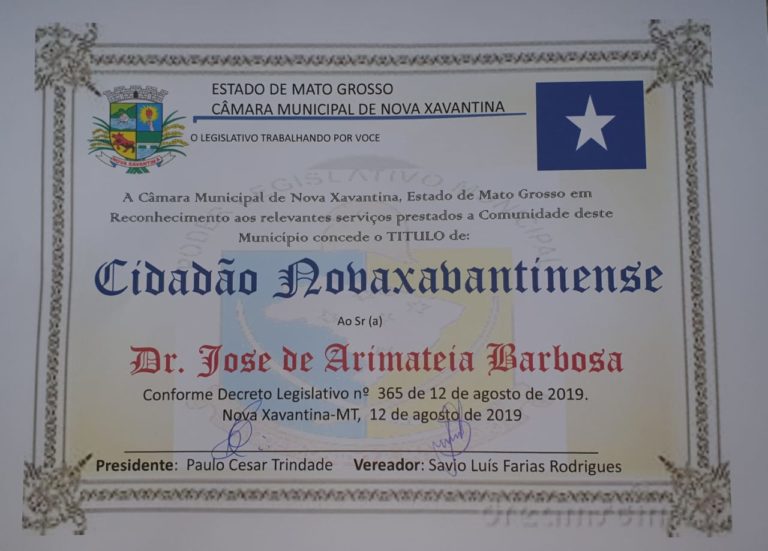 ESTADO DE MATO GROSSO
CÂMARA MUNICIPAL DE NOVA XAVANTINA
O LEGISLATIVO TRABALHANDO POR VOCE
NOVA XAVANTINA
A Câmara Municipal de Nova Xavantina, Estado de Mato Grosso em
Reconhecimento aos relevantes serviços prestados a Comunidade deste
Município concede o TITULO de:
Cidadão Novaxavantinense
Ao Sr (a)
Dr. Jose de Arimateia Barbosa
Conforme Decreto Legislativo nº 365 de 12 de agosto de 2019.
Nova Xavantina-MT, 12 de agosto de 2019
Presidente: Paulo Cesar Trindade Vereador: Savio Luís Farias Rodrigues
dreamstime